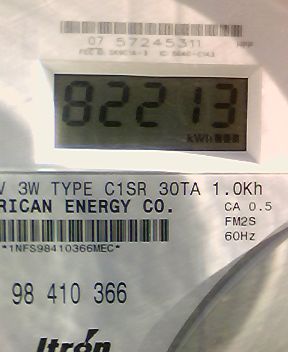 07 57245311
82213
kWh
V 3W TYPE C1SR 30TA 1.0Kh
RICAN ENERGY CO. CA 0.5
FM2S
*1NFS98410366MEC* 60Hz
98 410 366
Itrón